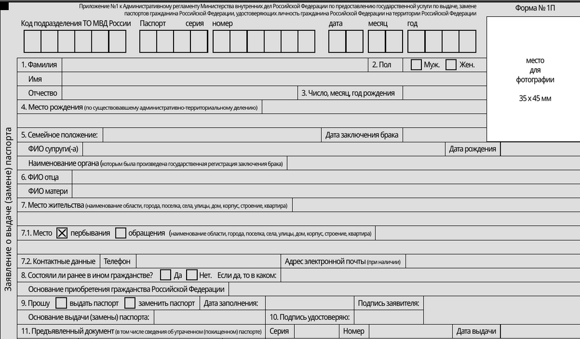 Приложение №1 к Административному регламенту Министерства внутренних дел Российской Федерации по предоставлению государственной услуги по выдаче, замене
паспортов гражданина Российской Федерации, удостоверяющих личность гражданина Российской Федерации на территории Российской Федерации
Форма № 1П
Код подразделения ТО МВД России Паспорт серия номер дата месяц год
место
для
фотографии
35 х 45 мм
1. Фамилия 2. Пол Муж. Жен.
Имя
Отчество 3. Число, месяц, год рождения
4. Место рождения (по существовавшему административно-территориальному делению)
5. Семейное положение: Дата заключения брака
ФИО супруги(-а) Дата рождения
Наименование органа (которым была произведена государственная регистрация заключения брака)
6. ФИО отца
ФИО матери
7. Место жительства (наименование области, города, поселка, села, улицы, дом, корпус, строение, квартира)
7.1. Место пербывания обращения (наименование области, города, поселка, села, улицы, дом, корпус, строение, квартира)
7.2. Контактные данные Телефон Адрес электронной почты (при наличии)
8. Состояли ли ранее в ином гражданстве? Да Нет. Если да, то в каком:
Основание приобретения гражданства Российской Федерации
9. Прошу выдать паспорт заменить паспорт Дата заполнения: Подпись заявителя:
Основание выдачи (замены) паспорта: 10. Подпись удостоверяю:
11. Предъявленный документ (в том числе сведения об утраченном (похищенном) паспорте) Серия Номер Дата выдачи
Заявление о выдаче (замене) паспорта